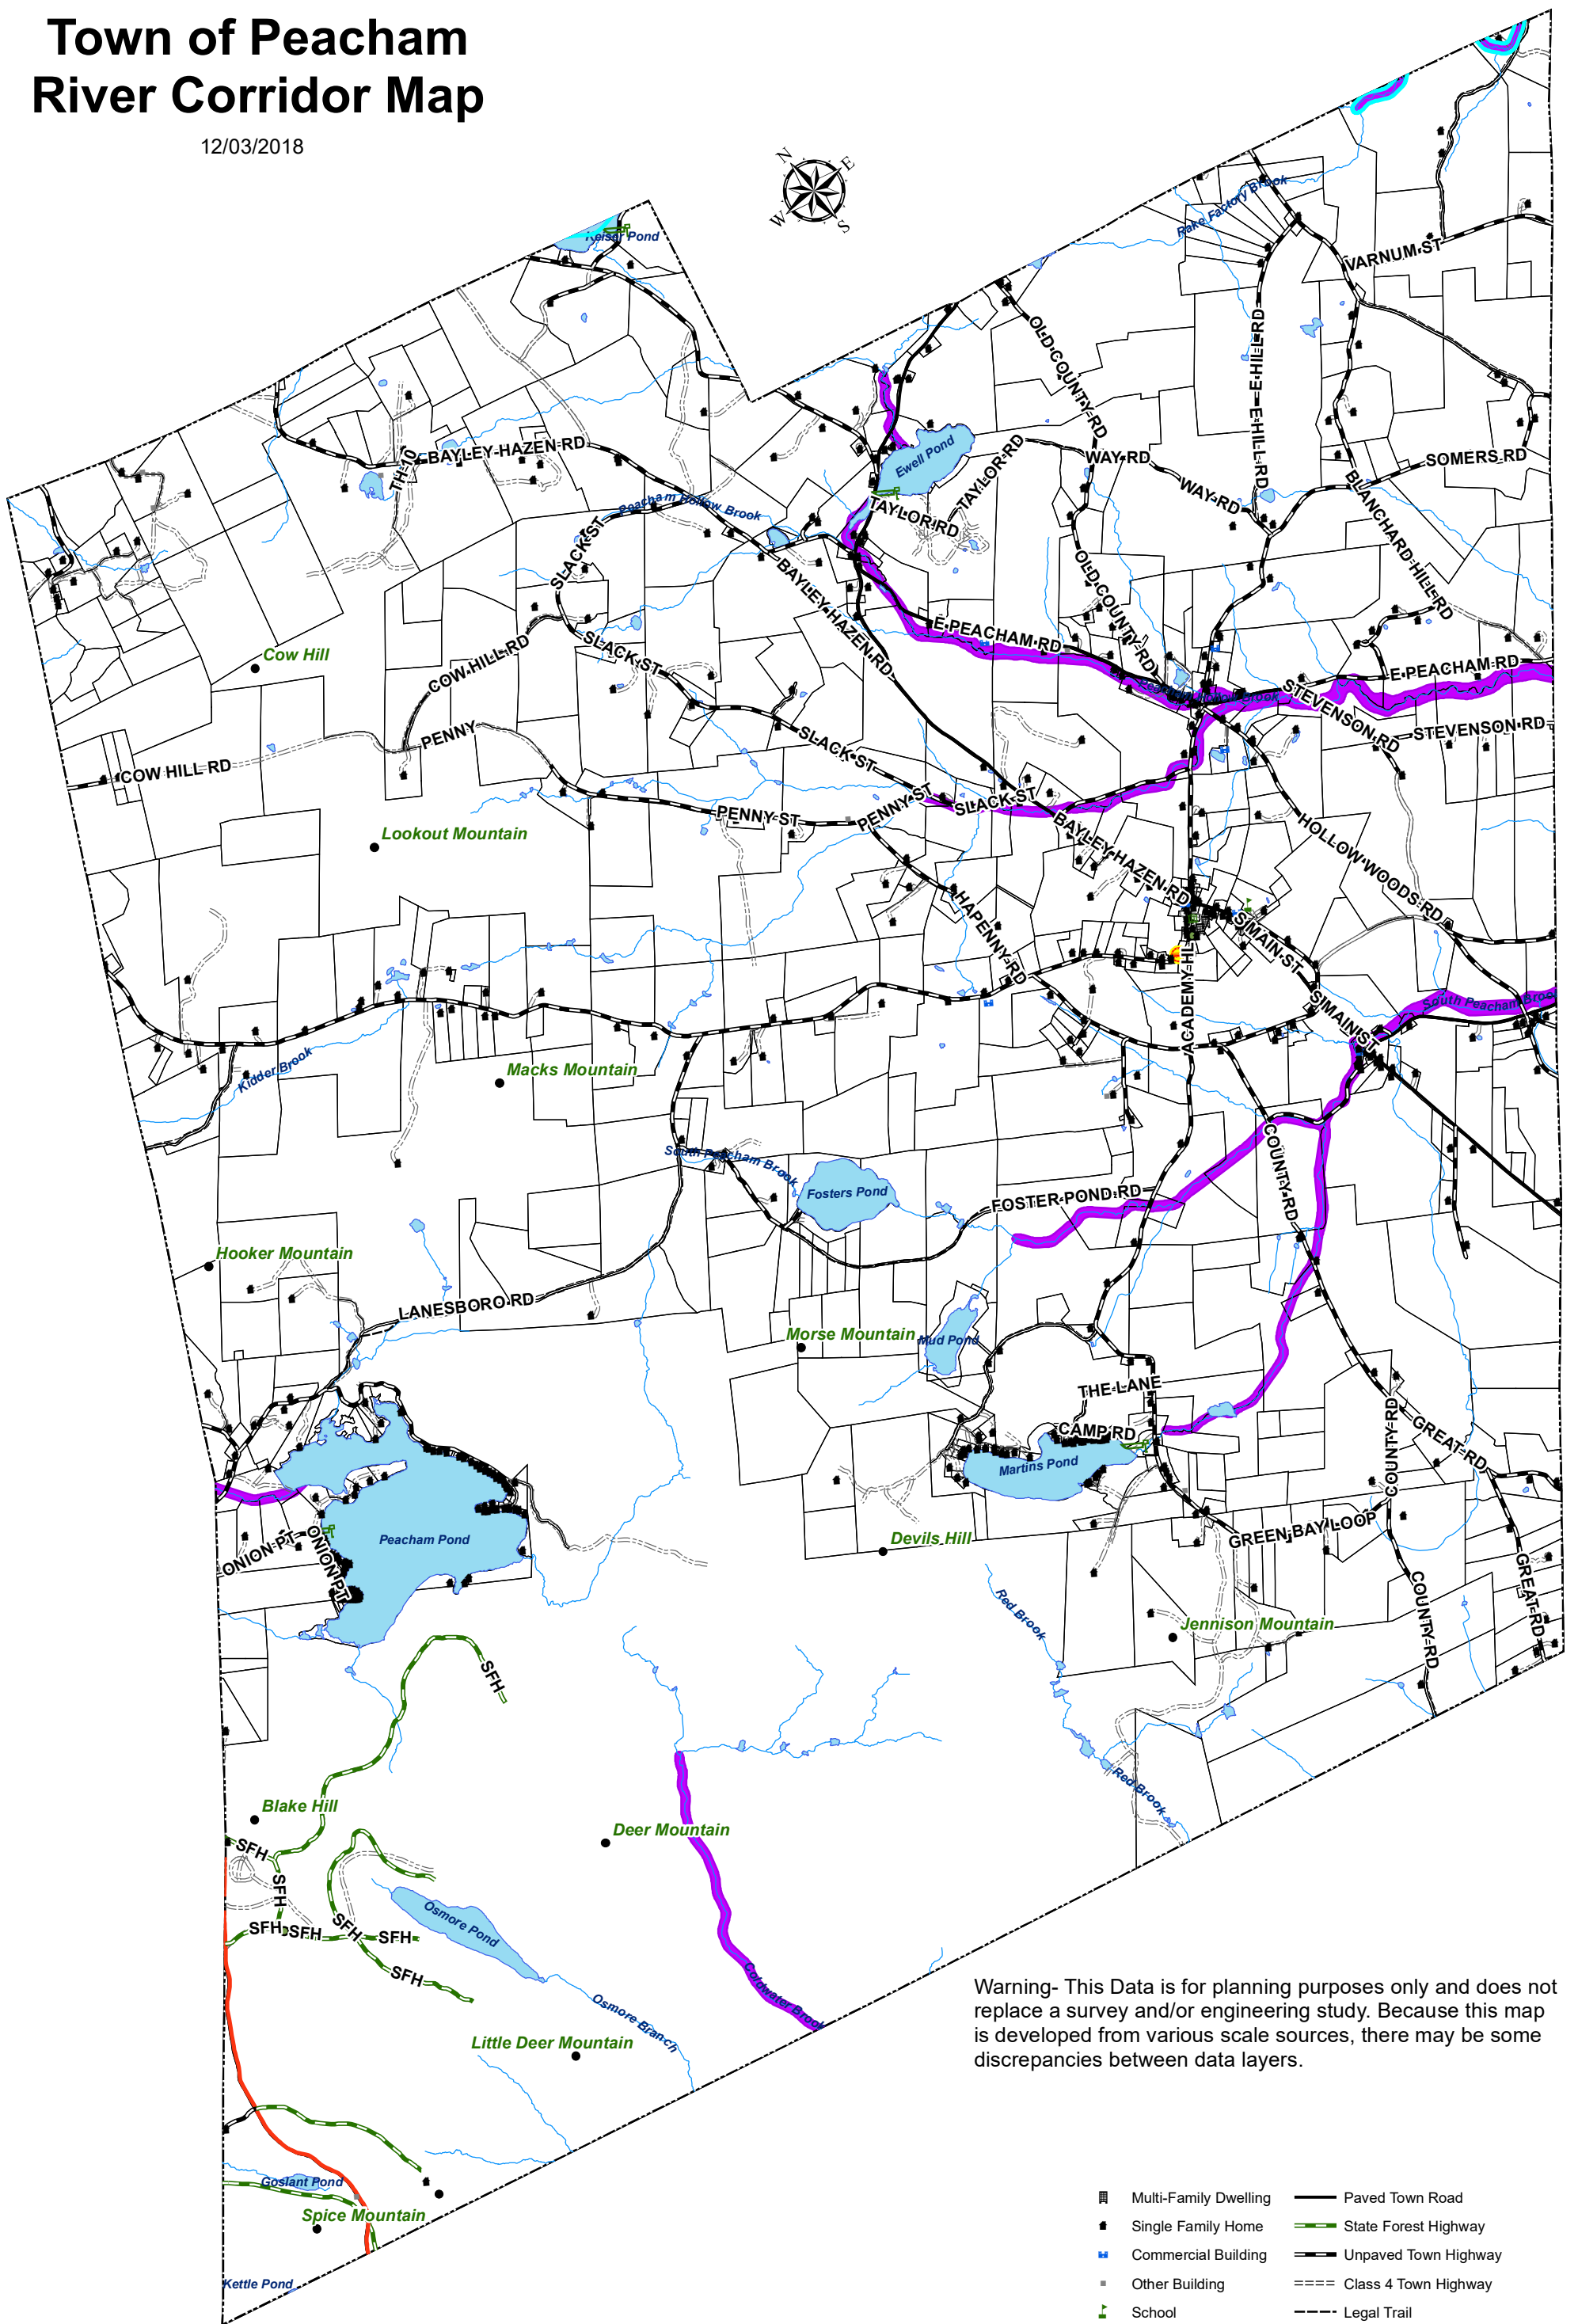 Town of Peacham
River Corridor Map
12/03/2018
N
E
W
S
Keiser Pond
Rake Factory Brook
VARNUM ST
OLD COUNTY RD
E HILL RD
E HILL RD
BAYLEY HAZEN RD
TH-10
Ewell Pond
TAYLOR RD
TAYLOR RD
WAY RD
WAY RD
SOMERS RD
BLANCHARD HILL RD
Peacham Hollow Brook
SLACK ST
BAYLEY HAZEN RD
OLD COUNTY RD
E PEACHAM RD
E PEACHAM RD
Cow Hill
COW HILL RD
SLACK ST
STEVENSON RD
STEVENSON RD
PENNY
COW HILL RD
SLACK ST
PENNY ST
PENNY ST
SLACK ST
BAYLEY HAZEN RD
HOLLOW WOODS RD
Lookout Mountain
HAPENNY RD
S MAIN ST
S MAIN ST
ACADEMY HL
South Peacham Brook
Kidder Brook
Macks Mountain
South Peacham Brook
Fosters Pond
FOSTER POND RD
COUNTY RD
Hooker Mountain
LANESBORO RD
Morse Mountain
Mud Pond
THE LANE
CAMP RD
Martins Pond
COUNTY RD
GREAT RD
Peacham Pond
ONION PT
ONION PT
Devils Hill
GREEN BAY LOOP
GREAT RD
COUNTY RD
Red Brook
Jennison Mountain
SFH
Red Brook
Blake Hill
Deer Mountain
SFH
SFH
SFH
SFH
SFH
SFH
SFH
Osmore Pond
Coldwater Brook
Osmore Branch
Little Deer Mountain
Warning- This Data is for planning purposes only and does not
replace a survey and/or engineering study. Because this map
is developed from various scale sources, there may be some
discrepancies between data layers.
Goslant Pond
Spice Mountain
Kettle Pond
Multi-Family Dwelling
Single Family Home
Commercial Building
Other Building
School
Paved Town Road
State Forest Highway
Unpaved Town Highway
Class 4 Town Highway
Legal Trail